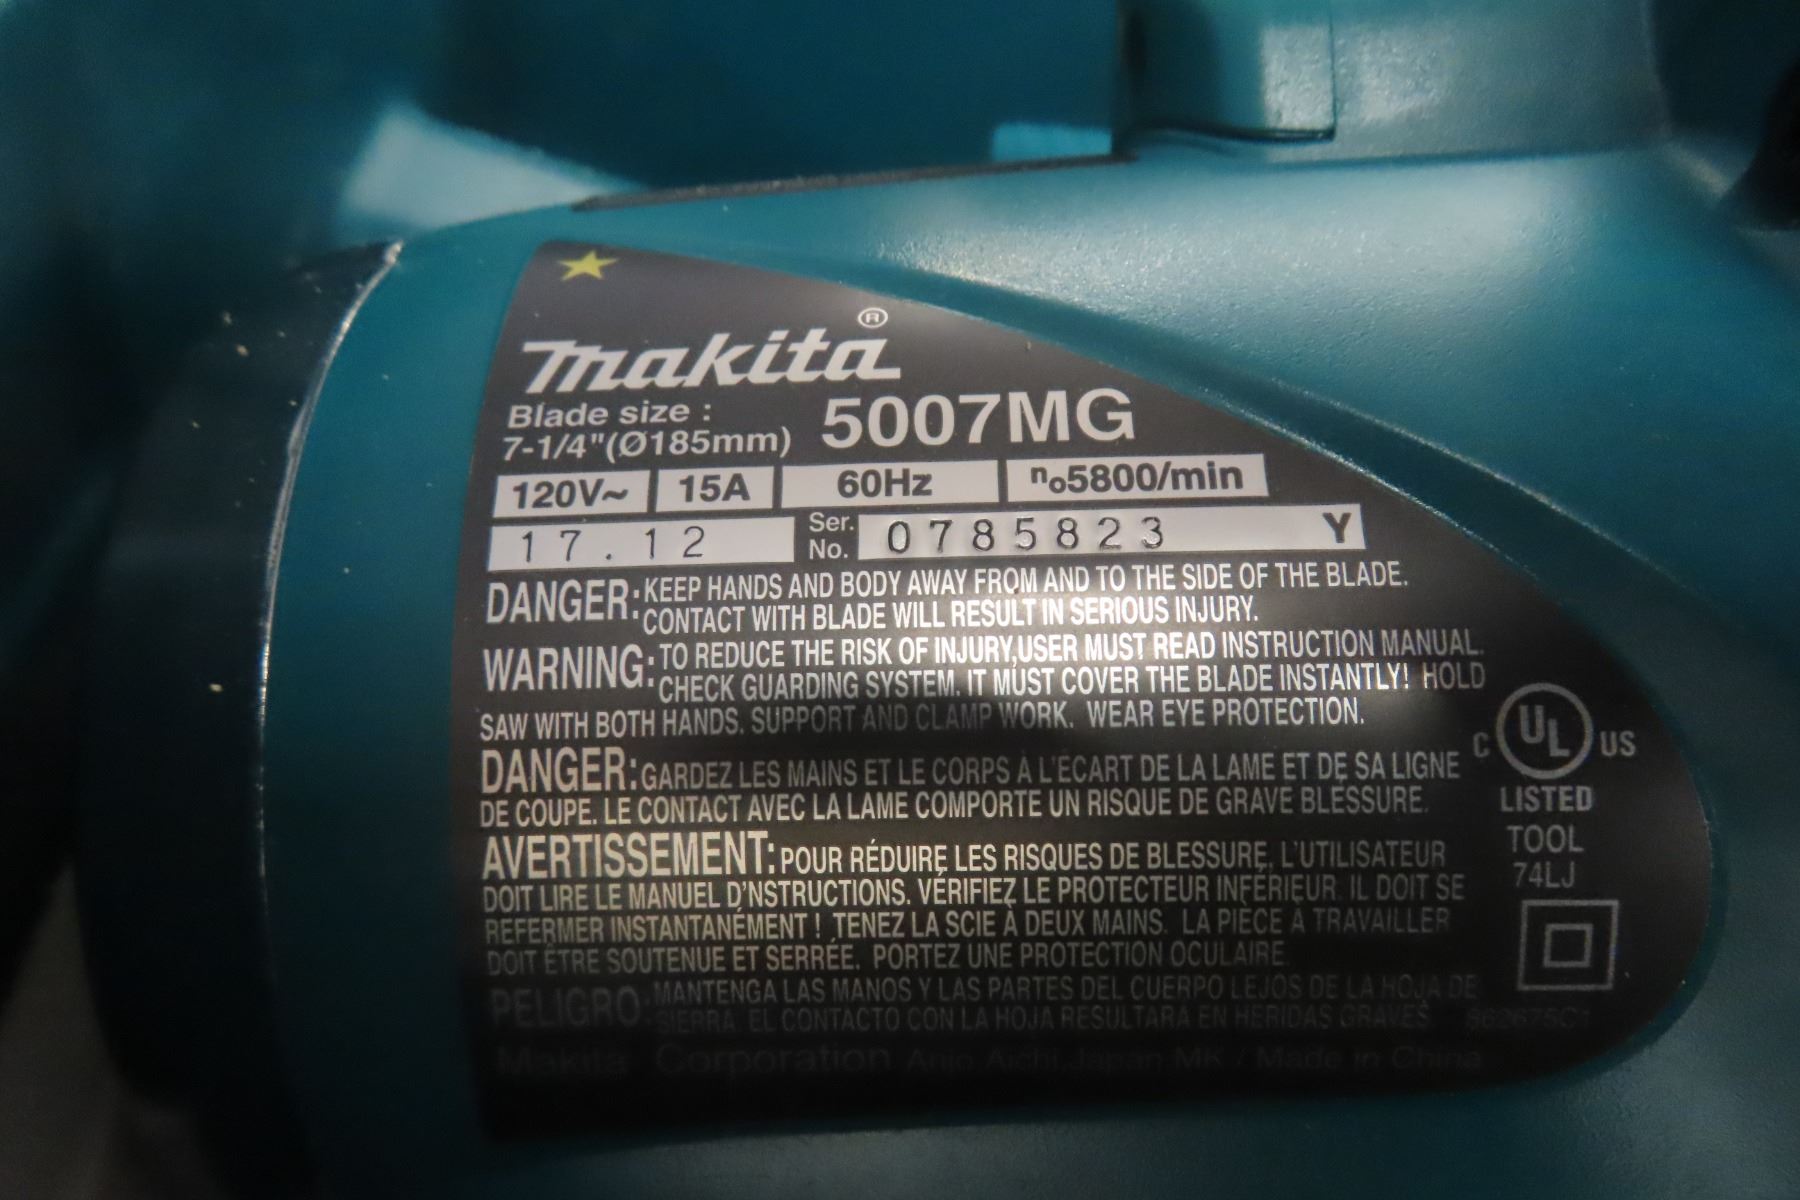 makita®
Blade size :
7-1/4"(Ø185mm)
5007MG
120V~ 15A 60Hz n₀5800/min
17.12 Ser. No. 0785823 Y
DANGER: KEEP HANDS AND BODY AWAY FROM AND TO THE SIDE OF THE BLADE.
CONTACT WITH BLADE WILL RESULT IN SERIOUS INJURY.
WARNING: TO REDUCE THE RISK OF INJURY,USER MUST READ INSTRUCTION MANUAL.
CHECK GUARDING SYSTEM. IT MUST COVER THE BLADE INSTANTLY! HOLD
SAW WITH BOTH HANDS. SUPPORT AND CLAMP WORK. WEAR EYE PROTECTION.
DANGER: GARDEZ LES MAINS ET LE CORPS À L'ÉCART DE LA LAME ET DE SA LIGNE
DE COUPE. LE CONTACT AVEC LA LAME COMPORTE UN RISQUE DE GRAVE BLESSURE.
AVERTISSEMENT: POUR RÉDUIRE LES RISQUES DE BLESSURE, L'UTILISATEUR
DOIT LIRE LE MANUEL D'NSTRUCTIONS. VÉRIFIEZ LE PROTECTEUR INFÉRIEUR. IL DOIT SE
REFERMER INSTANTANÉMENT ! TENEZ LA SCIE À DEUX MAINS. LA PIÈCE À TRAVAILLER
DOIT ÊTRE SOUTENUE ET SERRÉE. PORTEZ UNE PROTECTION OCULAIRE.
PELIGRO: MANTENGA LAS MANOS Y LAS PARTES DEL CUERPO LEJOS DE LA HOJA DE
SIERRA. EL CONTACTO CON LA HOJA RESULTARA EN HERIDAS GRAVES.
862675C1
Makita Corporation Anjo Aichi,Japan MK / Made in China
C UL US
LISTED
TOOL
74LJ